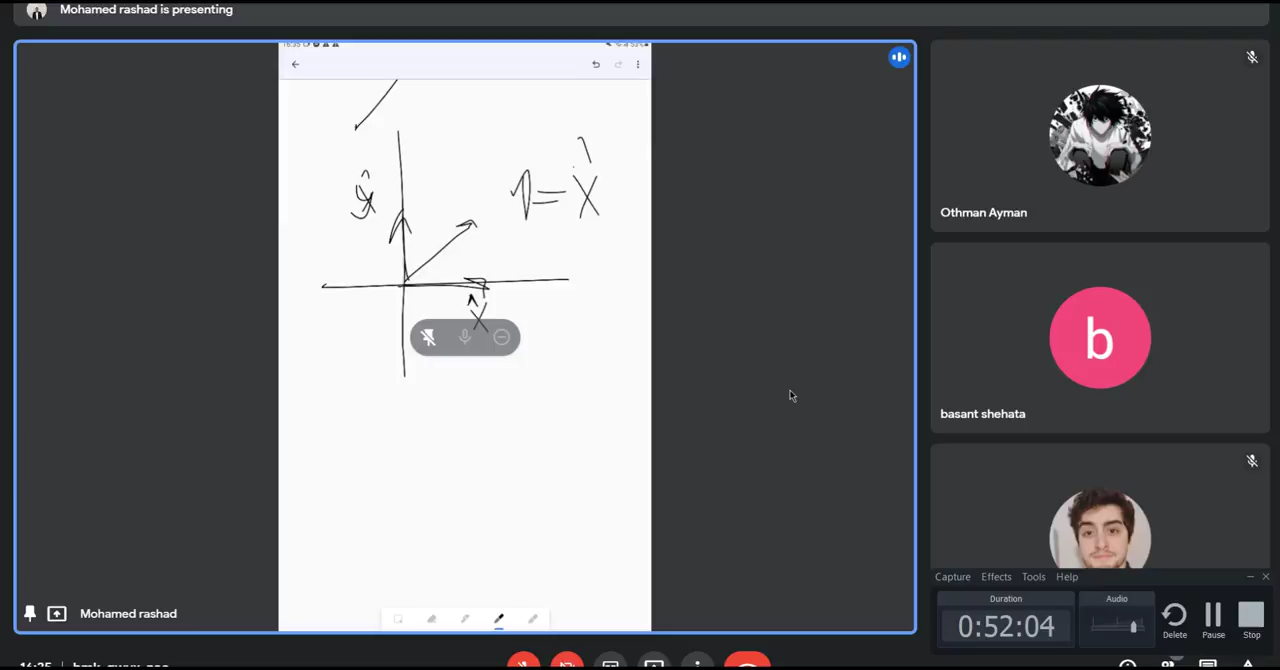 Mohamed rashad is presenting
ŷ
= x̂
x̂
Othman Ayman
b
basant shehata
Mohamed rashad
Capture Effects Tools Help
Duration
Audio
0:52:04
Delete
Pause
Stop